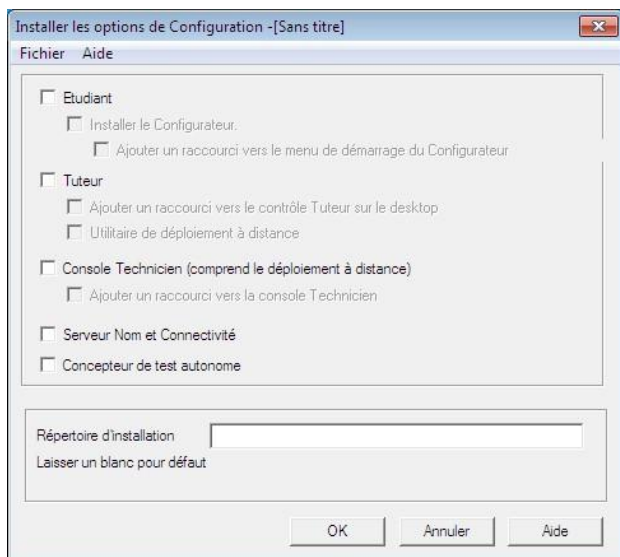 Installer les options de Configuration -[Sans titre]
Fichier Aide
Etudiant
Installer le Configurateur.
Ajouter un raccourci vers le menu de démarrage du Configurateur
Tuteur
Ajouter un raccourci vers le contrôle Tuteur sur le desktop
Utilitaire de déploiement à distance
Console Technicien (comprend le déploiement à distance)
Ajouter un raccourci vers la console Technicien
Serveur Nom et Connectivité
Concepteur de test autonome
Répertoire d'installation
Laisser un blanc pour défaut
OK Annuler Aide